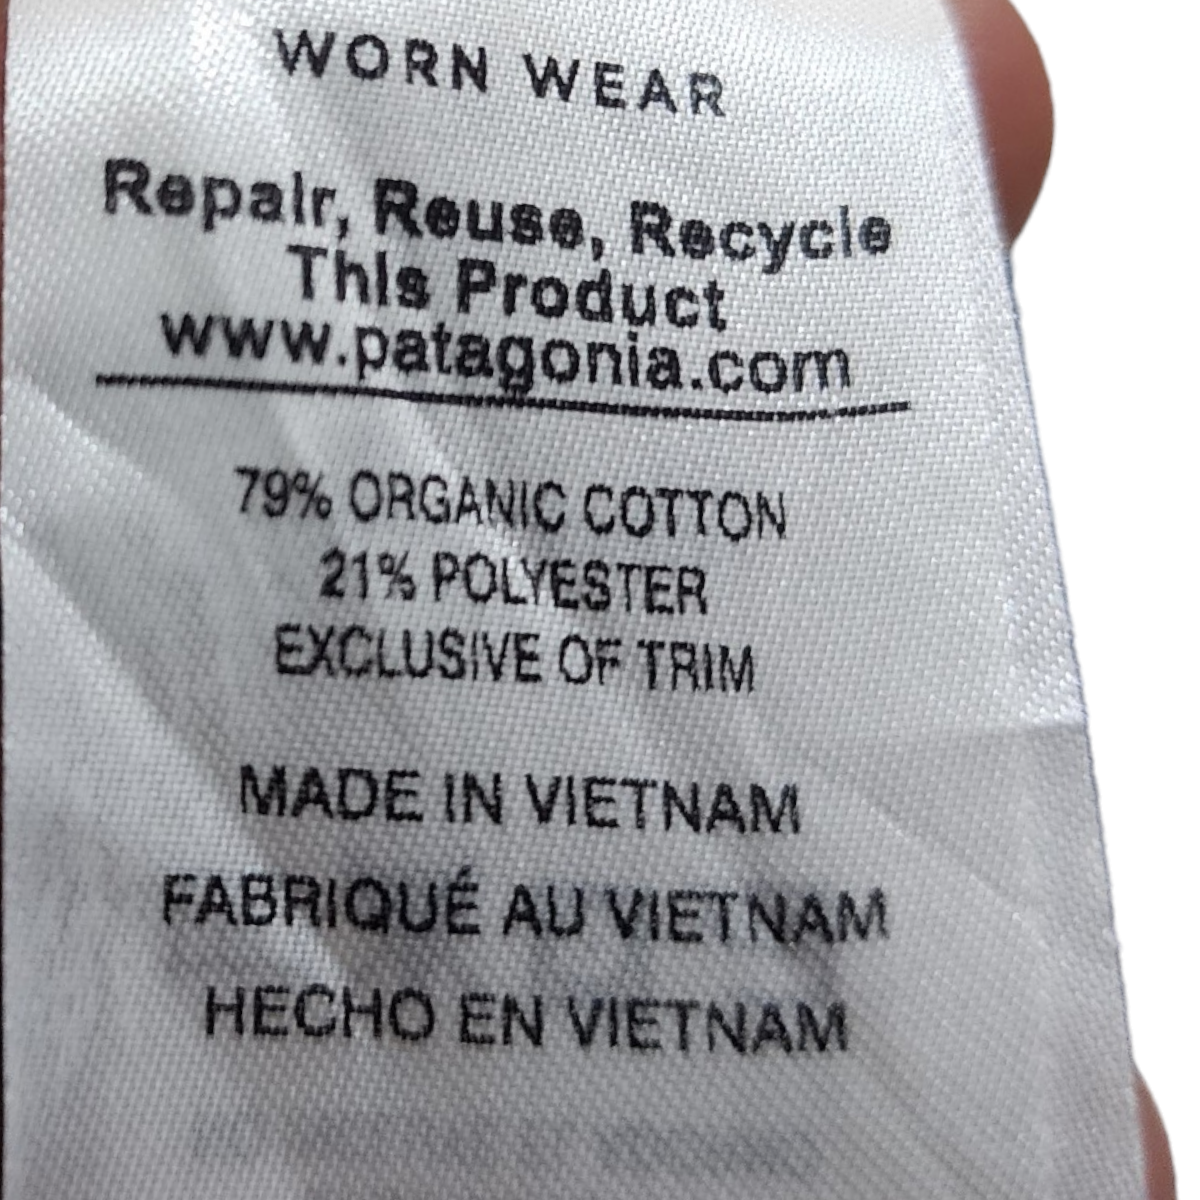 WORN WEAR
Repair, Reuse, Recycle
This Product
www.patagonia.com
79% ORGANIC COTTON
21% POLYESTER
EXCLUSIVE OF TRIM
MADE IN VIETNAM
FABRIQUÉ AU VIETNAM
HECHO EN VIETNAM